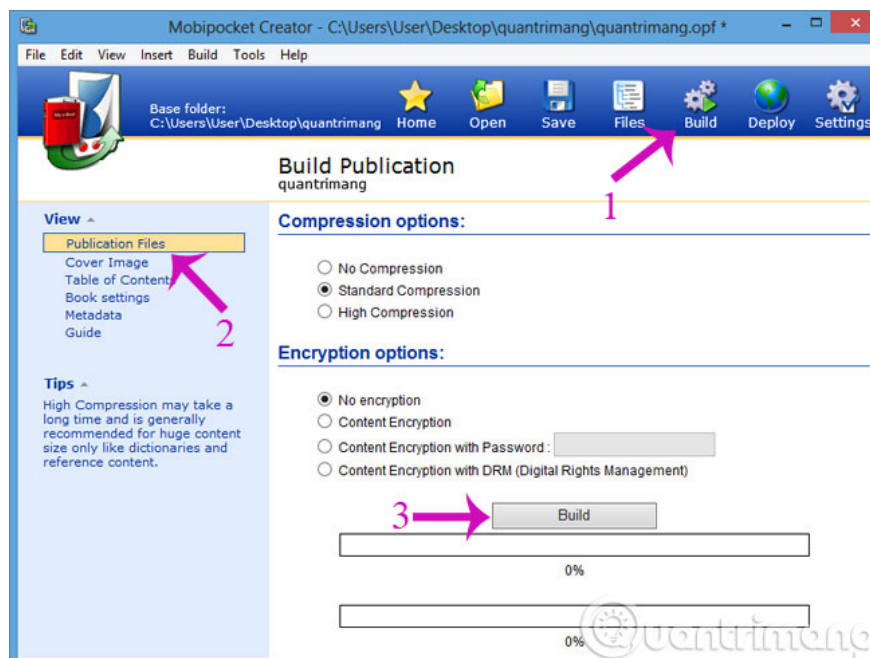 Mobipocket Creator - C:\Users\User\Desktop\quantrimang\quantrimang.opf *
File Edit View Insert Build Tools Help
Base folder:
C:\Users\User\Desktop\quantrimang
Home Open Save Files Build Deploy Settings
Build Publication
quantrimang
1
View
Publication Files
Cover Image
Table of Contents
Book settings
Metadata
Guide
2
Tips
High Compression may take a
long time and is generally
recommended for huge content
size only like dictionaries and
reference content.
Compression options:
No Compression
Standard Compression
High Compression
Encryption options:
No encryption
Content Encryption
Content Encryption with Password :
Content Encryption with DRM (Digital Rights Management)
3
Build
0%
0%
Quantrimang